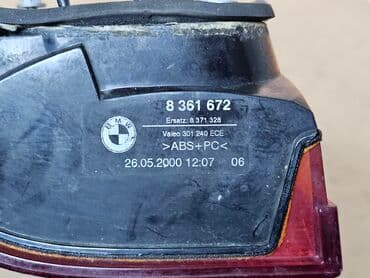 8 361 672
Ersatz: 8 371 328
BMW
Valeo 301 240 ECE
>ABS+PC<
26.05.2000 12:07 06